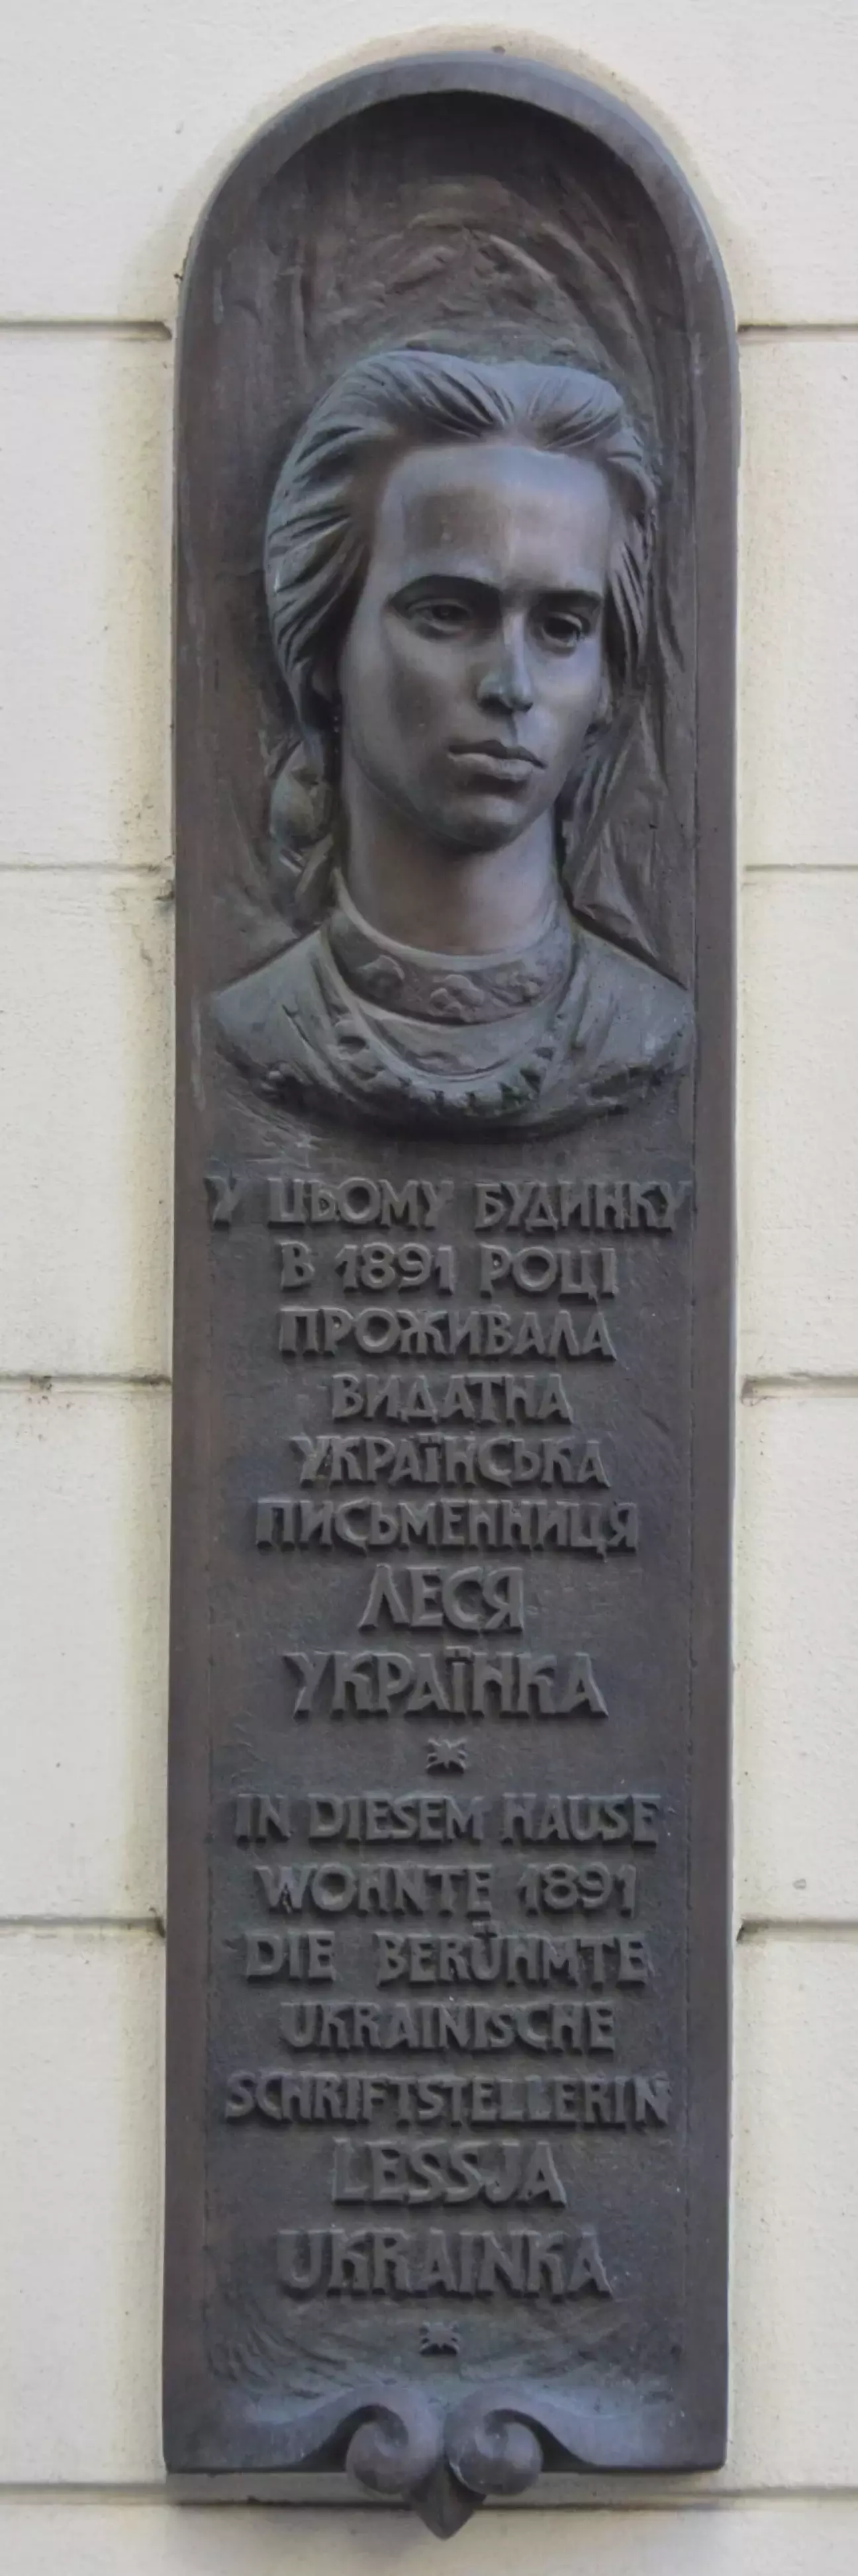 У ЦЬОМУ БУДИНКУ
В 1891 РОЦІ
ПРОЖИВАЛА
ВИДАТНА
УКРАЇНСЬКА
ПИСЬМЕННИЦЯ
ЛЕСЯ
УКРАЇНКА
IN DIESEM HAUSE
WOHNTE 1891
DIE BERÜHMTE
UKRAINISCHE
SCHRIFTSTELLERIN
LESSJA
UKRAINKA